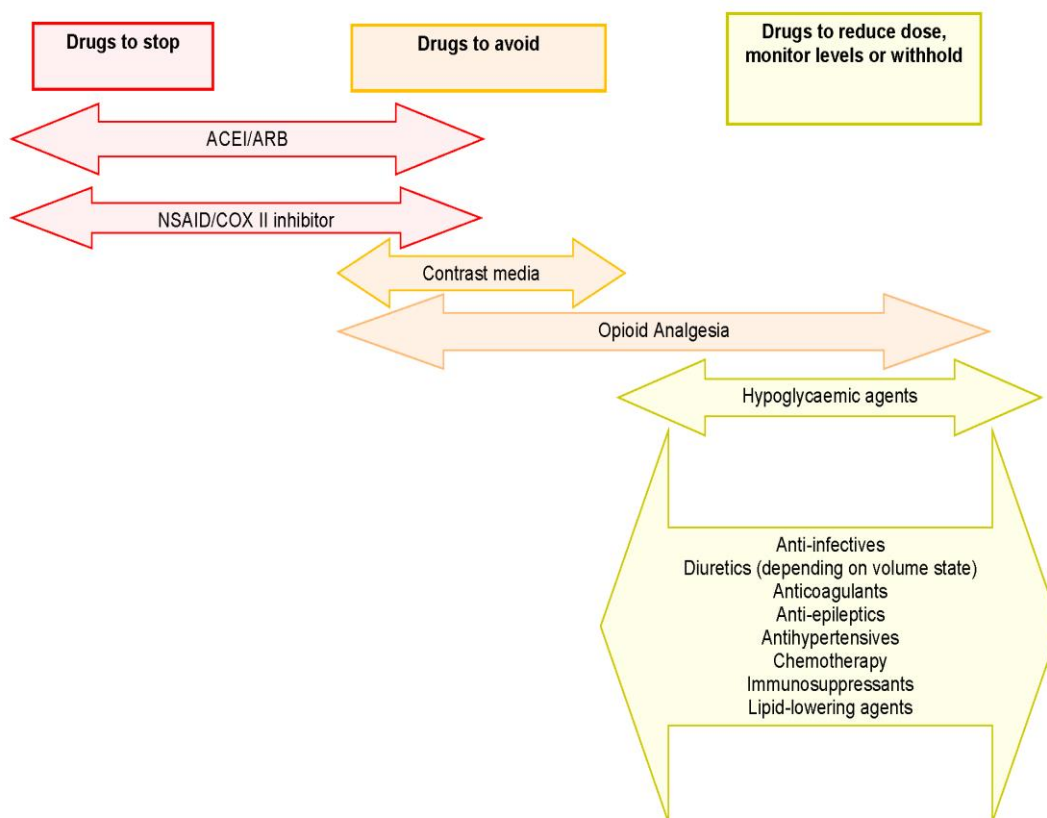 Drugs to stop
Drugs to avoid
Drugs to reduce dose,
monitor levels or withhold
ACEI/ARB
NSAID/COX II inhibitor
Contrast media
Opioid Analgesia
Hypoglycaemic agents
Anti-infectives
Diuretics (depending on volume state)
Anticoagulants
Anti-epileptics
Antihypertensives
Chemotherapy
Immunosuppressants
Lipid-lowering agents